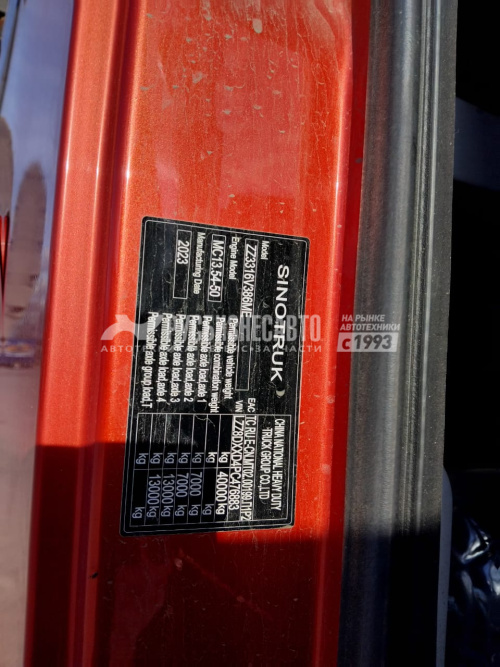 SINOTRUK
CHINA NATIONAL HEAVY DUTY
TRUCK GROUP CO.,LTD
Model ZZ3316V386ME
Engine Model MC13.54-50
Manufacturing Date 2023
EAC
VIN
Permissible vehicle weight 40000 kg
Permissible combination weight kg
Permissible axle load,axle 1 7000 kg
Permissible axle load,axle 2 7000 kg
Permissible axle load,axle 3 13000 kg
Permissible axle load,axle 4 13000 kg
Permissible axle group load,T
НА РЫНКЕ
АВТОТЕХНИКИ
с 1993